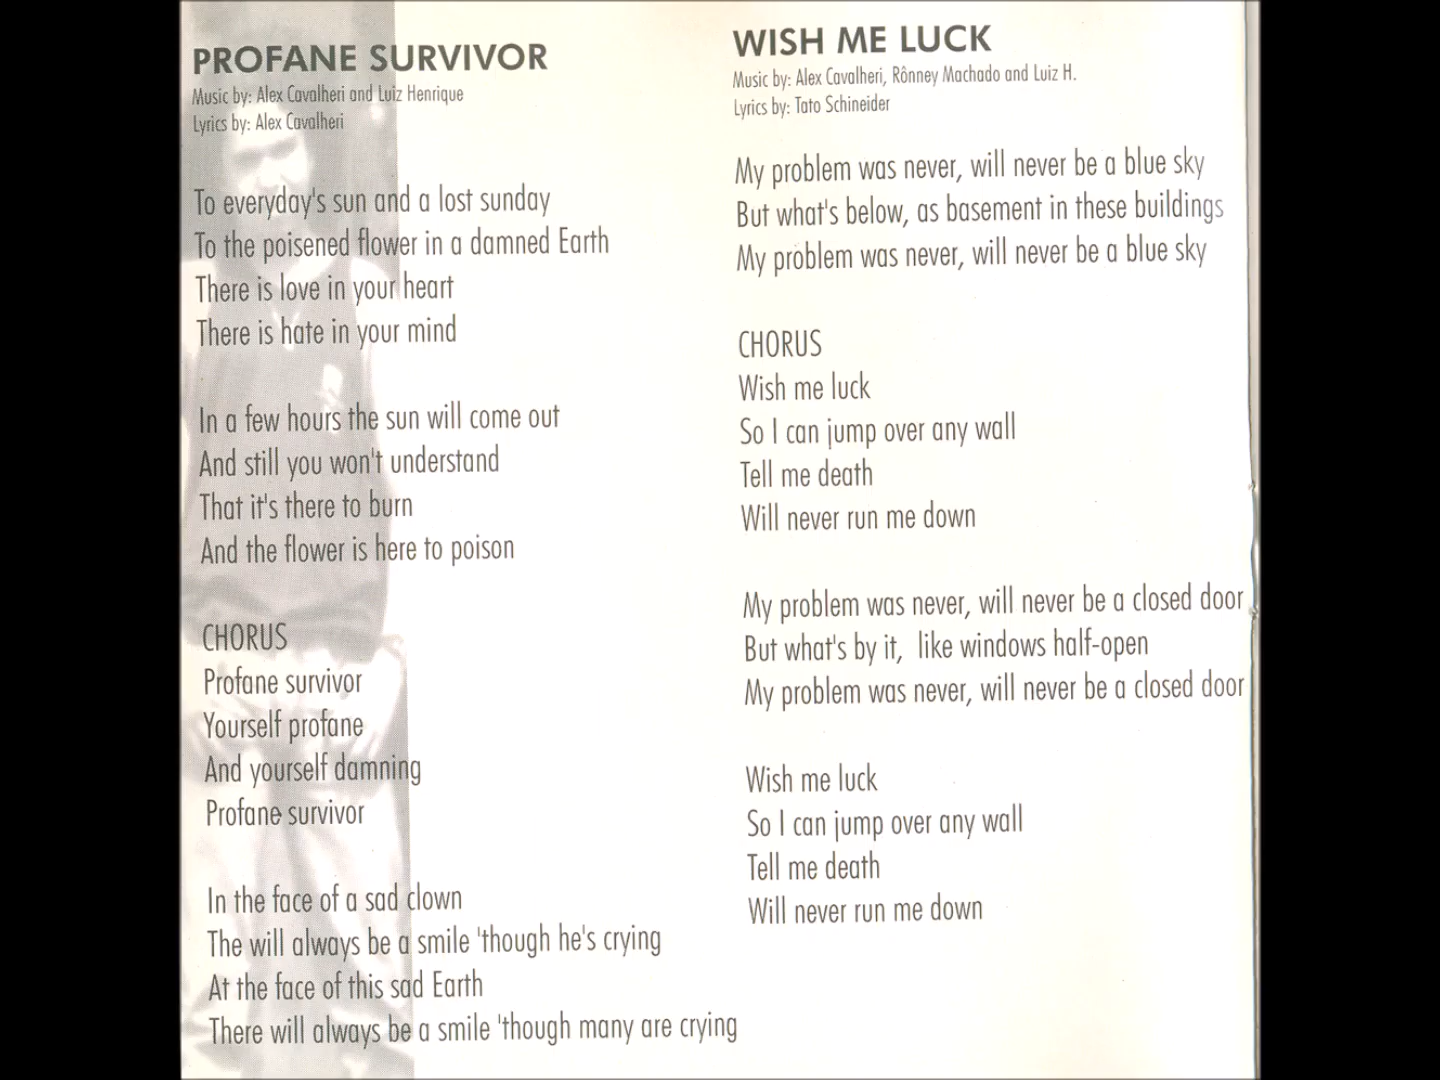 PROFANE SURVIVOR
Music by: Alex Cavalheri and Luiz Henrique
Lyrics by: Alex Cavalheri
To everyday's sun and a lost sunday
To the poisened flower in a damned Earth
There is love in your heart
There is hate in your mind
In a few hours the sun will come out
And still you won't understand
That it's there to burn
And the flower is here to poison
CHORUS
Profane survivor
Yourself profane
And yourself damning
Profane survivor
In the face of a sad clown
The will always be a smile 'though he's crying
At the face of this sad Earth
There will always be a smile 'though many are crying
WISH ME LUCK
Music by: Alex Cavalheri, Rônney Machado and Luiz H.
Lyrics by: Tato Schineider
My problem was never, will never be a blue sky
But what's below, as basement in these buildings
My problem was never, will never be a blue sky
CHORUS
Wish me luck
So I can jump over any wall
Tell me death
Will never run me down
My problem was never, will never be a closed door
But what's by it, like windows half-open
My problem was never, will never be a closed door
Wish me luck
So I can jump over any wall
Tell me death
Will never run me down